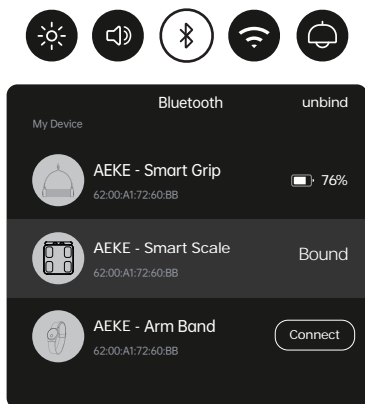 Bluetooth unbind
My Device
AEKE - Smart Grip
76%
62:00:A1:72:60:BB
AEKE - Smart Scale
Bound
62:00:A1:72:60:BB
AEKE - Arm Band
Connect
62:00:A1:72:60:BB